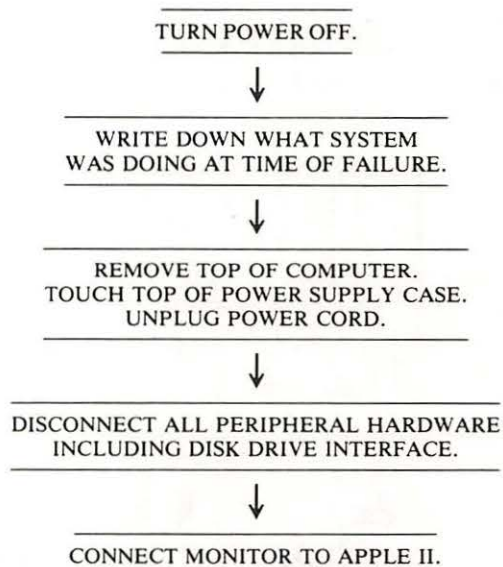 TURN POWER OFF.
WRITE DOWN WHAT SYSTEM
WAS DOING AT TIME OF FAILURE.
REMOVE TOP OF COMPUTER.
TOUCH TOP OF POWER SUPPLY CASE.
UNPLUG POWER CORD.
DISCONNECT ALL PERIPHERAL HARDWARE
INCLUDING DISK DRIVE INTERFACE.
CONNECT MONITOR TO APPLE II.